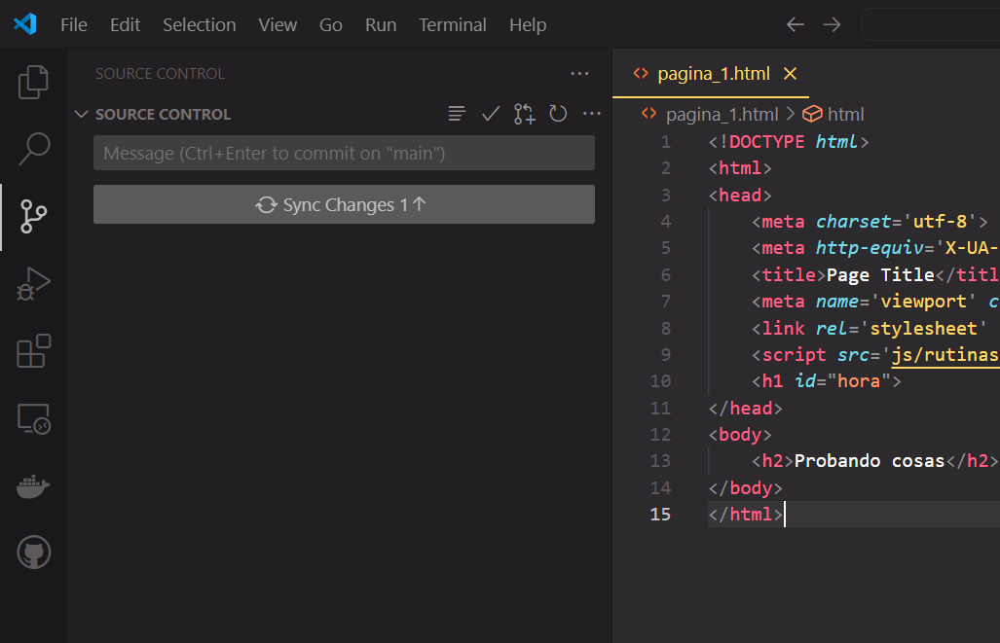 File Edit Selection View Go Run Terminal Help
SOURCE CONTROL
SOURCE CONTROL
Message (Ctrl+Enter to commit on "main")
Sync Changes 1↑
pagina_1.html
pagina_1.html > html
1 <!DOCTYPE html>
2 <html>
3 <head>
4 <meta charset='utf-8'>
5 <meta http-equiv='X-UA-
6 <title>Page Title</titl
7 <meta name='viewport' c
8 <link rel='stylesheet'
9 <script src='js/rutinas
10 <h1 id="hora">
11 </head>
12 <body>
13 <h2>Probando cosas</h2>
14 </body>
15 </html>